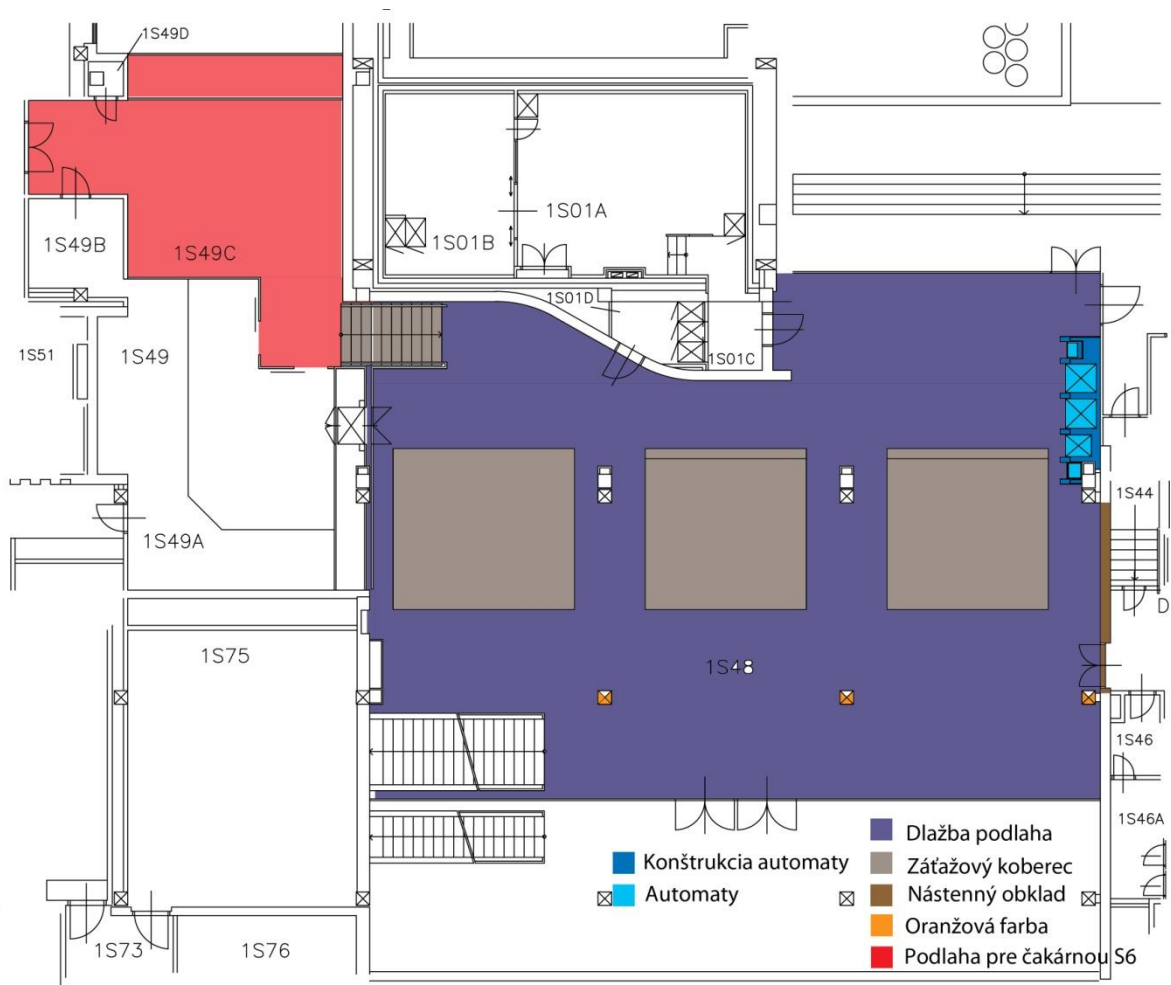 1S49D
1S01A
1S01B
1S49B
1S49C
1S01D
1S51
1S49
1S01C
1S44
1S49A
D
1S75
1S48
1S46
1S46A
Dlažba podlaha
Konštrukcia automaty
Záťažový koberec
Automaty
Nástenný obklad
Oranžová farba
Podlaha pre čakárnou S6
1S73
1S76